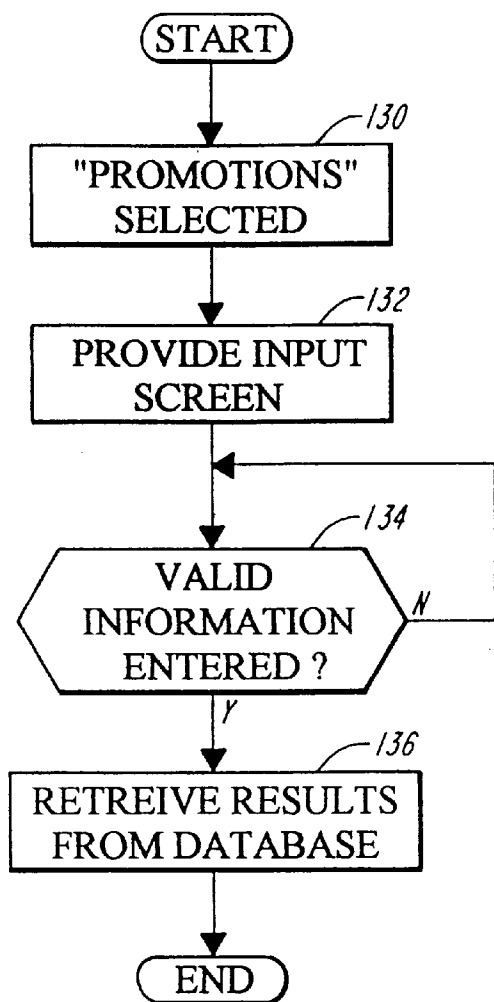 START
130
"PROMOTIONS"
SELECTED
132
PROVIDE INPUT
SCREEN
134
VALID
INFORMATION
ENTERED ?
N
Y
136
RETREIVE RESULTS
FROM DATABASE
END